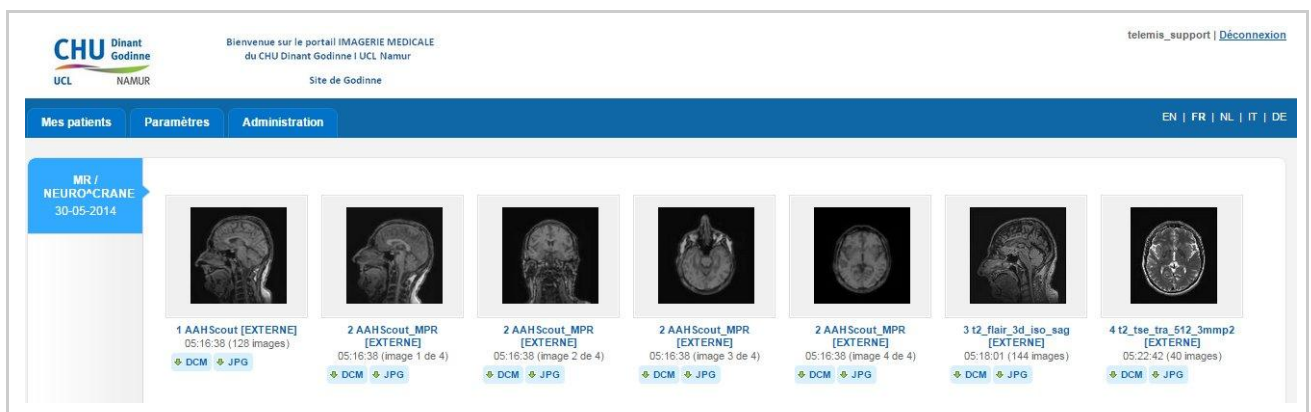 CHU Dinant Godinne
UCL NAMUR
Bienvenue sur le portail IMAGERIE MEDICALE
du CHU Dinant Godinne I UCL Namur
Site de Godinne
telemis_support | Déconnexion
Mes patients Paramètres Administration
EN | FR | NL | IT | DE
MR /
NEURO^CRANE
30-05-2014
1 AAHScout [EXTERNE]
05:16:38 (128 images)
DCM JPG
2 AAHScout_MPR
[EXTERNE]
05:16:38 (image 1 de 4)
DCM JPG
2 AAHScout_MPR
[EXTERNE]
05:16:38 (image 2 de 4)
DCM JPG
2 AAHScout_MPR
[EXTERNE]
05:16:38 (image 3 de 4)
DCM JPG
2 AAHScout_MPR
[EXTERNE]
05:16:38 (image 4 de 4)
DCM JPG
3 t2_flair_3d_iso_sag
[EXTERNE]
05:18:01 (144 images)
DCM JPG
4 t2_tse_tra_512_3mmp2
[EXTERNE]
05:22:42 (40 images)
DCM JPG